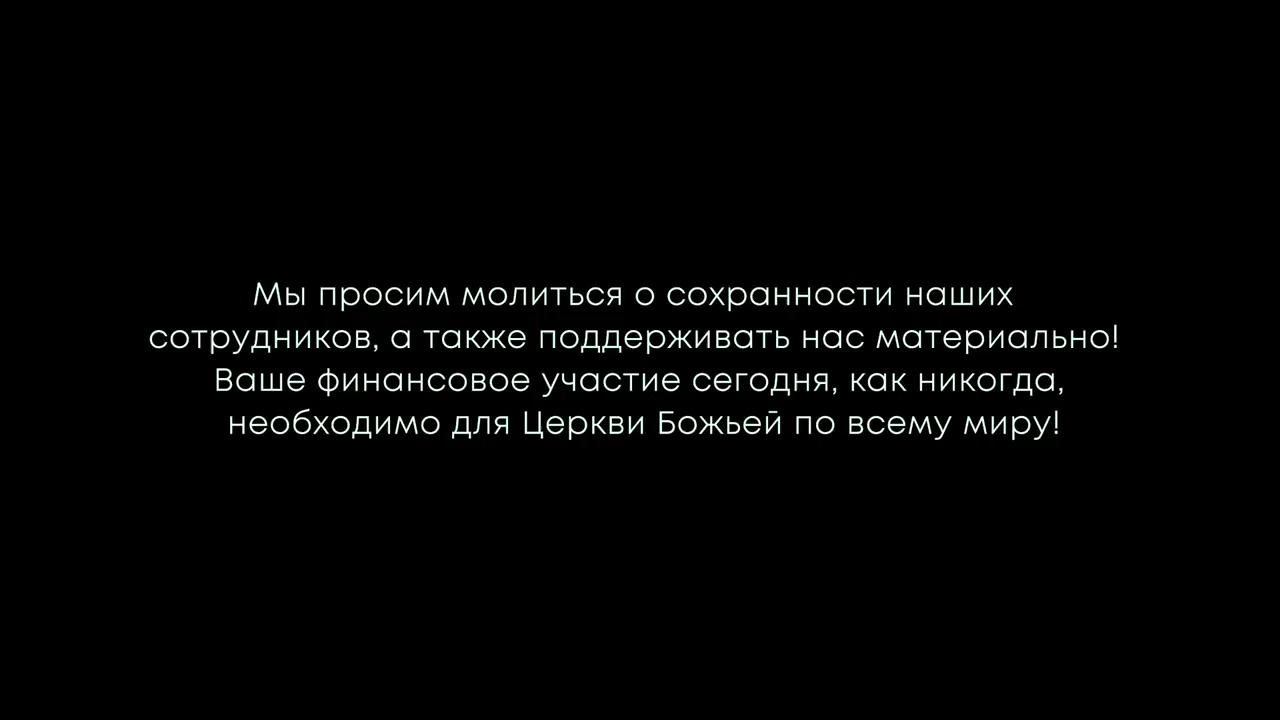 Мы просим молиться о сохранности наших
сотрудников, а также поддерживать нас материально!
Ваше финансовое участие сегодня, как никогда,
необходимо для Церкви Божьей по всему миру!